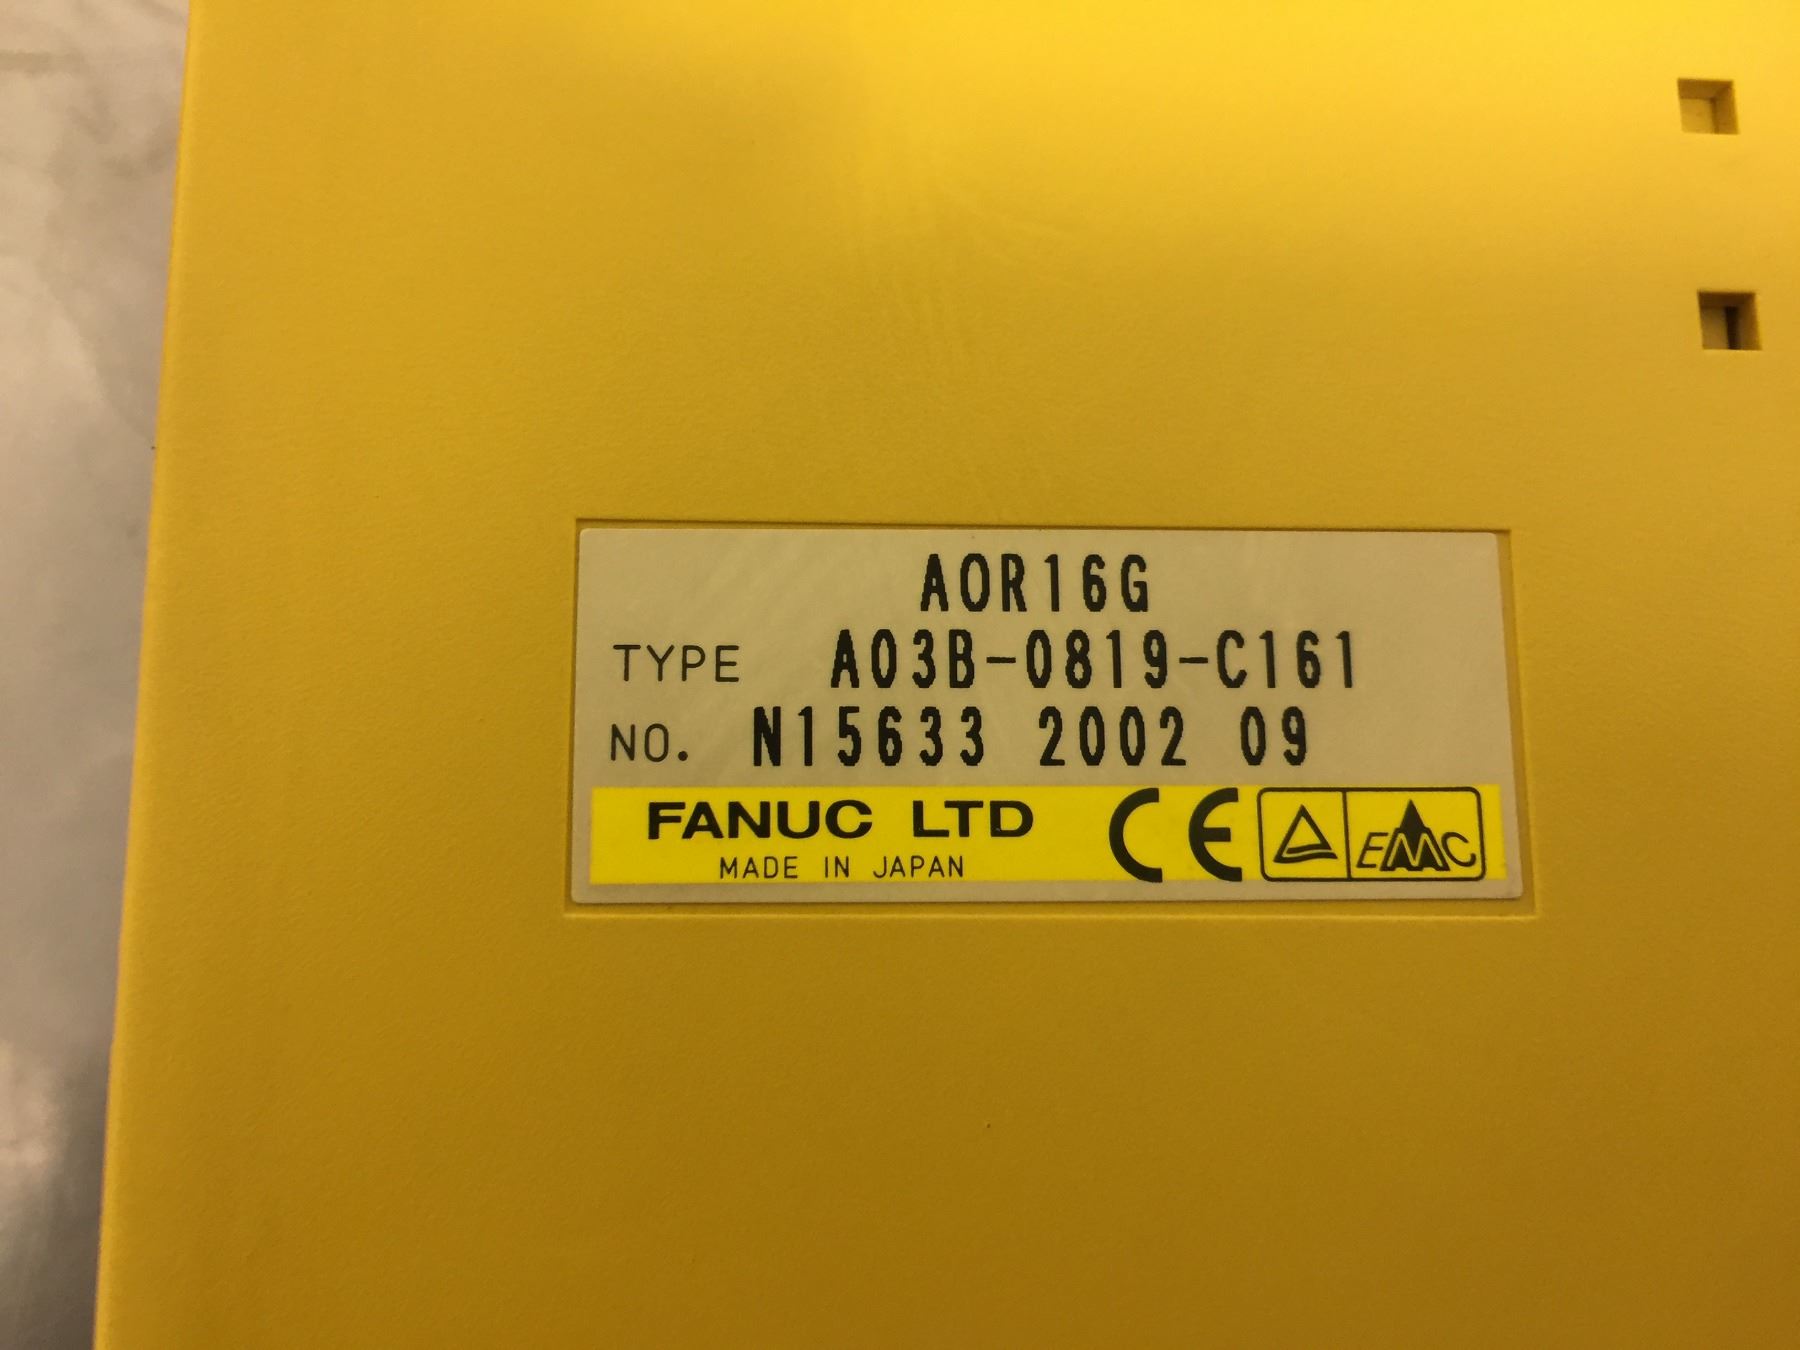 AOR16G
TYPE A03B-0819-C161
NO. N15633 2002 09
FANUC LTD CE EMC
MADE IN JAPAN